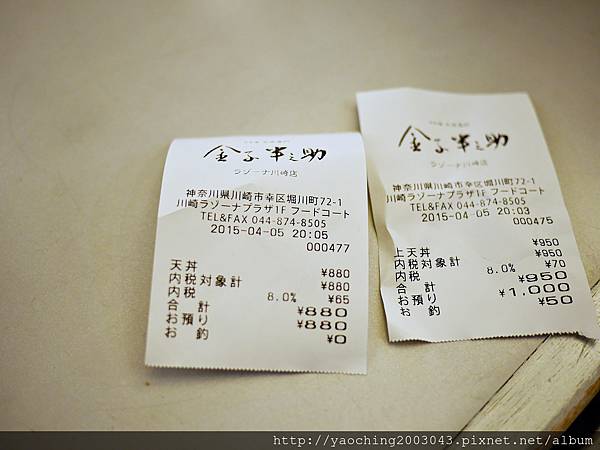 金子半之助
ラゾーナ川崎店
神奈川県川崎市幸区堀川町72-1
川崎ラゾーナプラザ1F フードコート
TEL&FAX 044-874-8505
2015-04-05 20:05
000477
天丼 ¥880
内税対象計 ¥880
内税 8.0% ¥65
合 計 ¥880
お預り ¥880
お 釣 ¥0
金子半之助
ラゾーナ川崎店
神奈川県川崎市幸区堀川町72-1
川崎ラゾーナプラザ1F フードコート
TEL&FAX 044-874-8505
2015-04-05 20:03
000475
上天丼 ¥950
内税対象計 ¥950
内税 8.0% ¥70
合 計 ¥950
お預り ¥1,000
お 釣 ¥50
http://yaoching2003043.pixnet.net/album